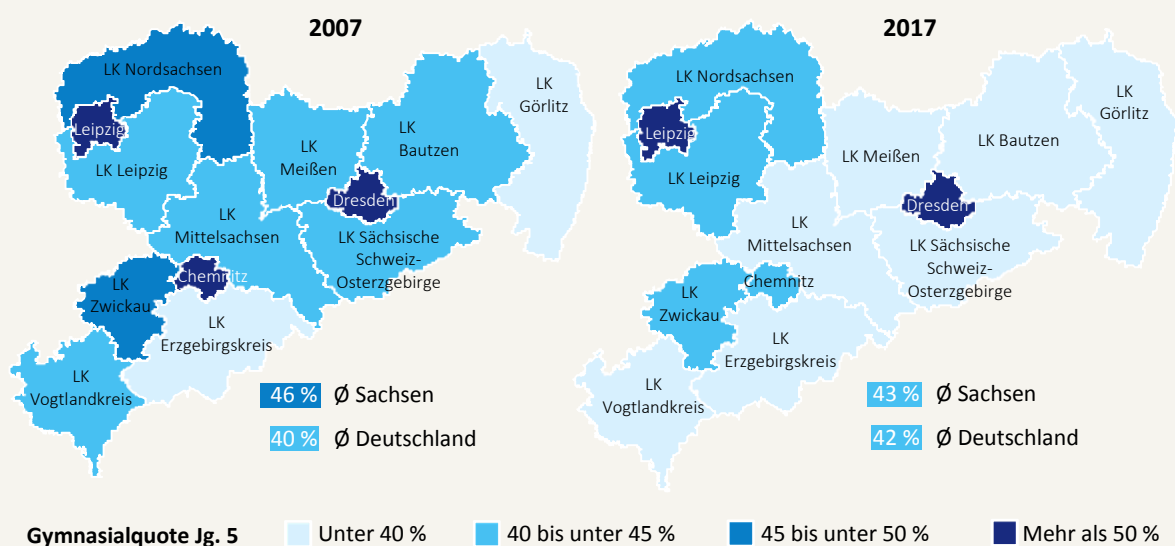 2007
LK Nordsachsen
LK
Görlitz
Leipzig
LK
Bautzen
LK
Meißen
LK Leipzig
Dresden
LK
Mittelsachsen
LK Sächsische
Schweiz-
Osterzgebirge
Chemnitz
LK
Zwickau
LK
Erzgebirgskreis
LK
Vogtlandkreis
46 % Ø Sachsen
40 % Ø Deutschland
2017
LK Nordsachsen
LK
Görlitz
Leipzig
LK Bautzen
LK Meißen
LK Leipzig
Dresden
LK
Mittelsachsen
LK Sächsische
Schweiz-
Osterzgebirge
Chemnitz
LK
Zwickau
LK
Erzgebirgskreis
LK
Vogtlandkreis
43 % Ø Sachsen
42 % Ø Deutschland
Gymnasialquote Jg. 5 Unter 40 % 40 bis unter 45 % 45 bis unter 50 % Mehr als 50 %